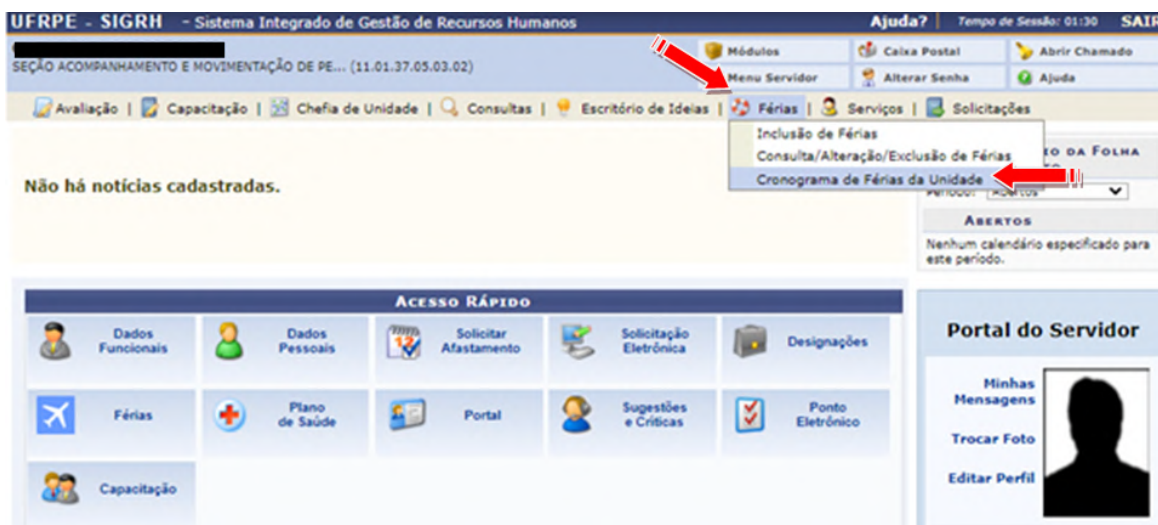 UFRPE - SIGRH - Sistema Integrado de Gestão de Recursos Humanos
Ajuda? Tempo de Sessão: 01:30 SAIR
SEÇÃO ACOMPANHAMENTO E MOVIMENTAÇÃO DE PE... (11.01.37.05.03.02)
Módulos Caixa Postal Abrir Chamado
Menu Servidor Alterar Senha Ajuda
Avaliação | Capacitação | Chefia de Unidade | Consultas | Escritório de Ideias | Férias | Serviços | Solicitações
Inclusão de Férias
Consulta/Alteração/Exclusão de Férias
Cronograma de Férias da Unidade
DA FOLHA
Período: Abertos
ABERTOS
Nenhum calendário especificado para
este período.
Não há notícias cadastradas.
ACESSO RÁPIDO
Dados
Funcionais
Dados
Pessoais
Solicitar
Afastamento
Solicitação
Eletrônica
Designações
Férias
Plano
de Saúde
Portal
Sugestões
e Críticas
Ponto
Eletrônico
Capacitação
Portal do Servidor
Minhas
Mensagens
Trocar Foto
Editar Perfil